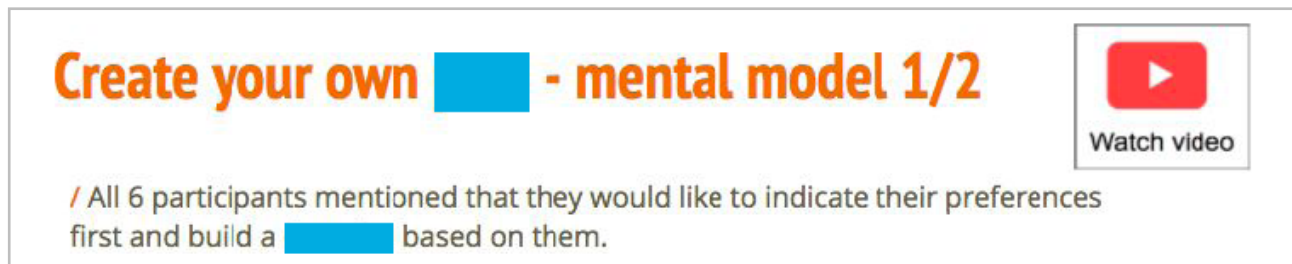 Create your own - mental model 1/2
Watch video
/ All 6 participants mentioned that they would like to indicate their preferences
first and build a based on them.